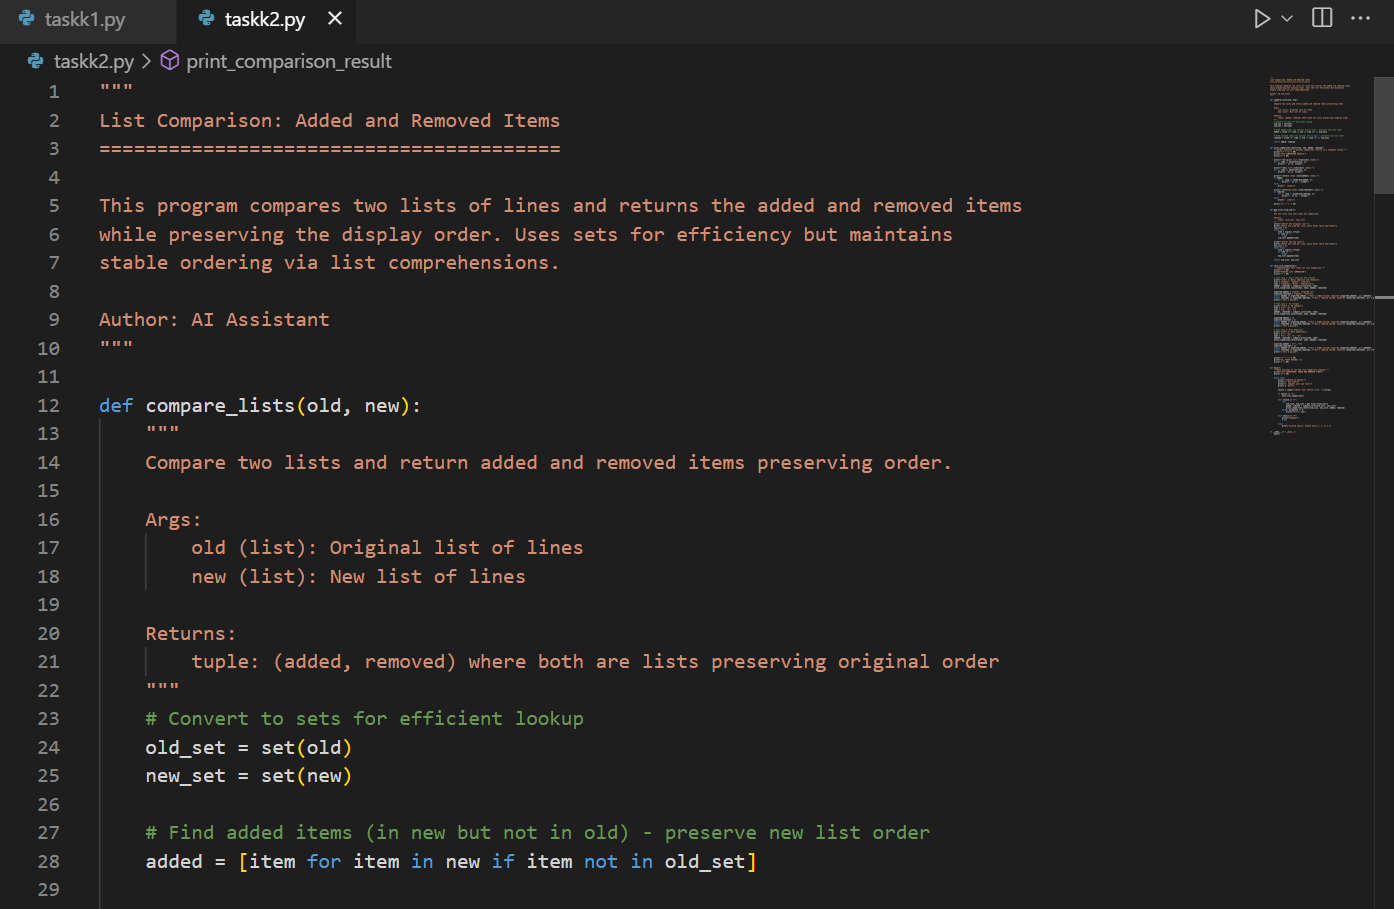 taskk1.py
taskk2.py
taskk2.py > print_comparison_result
1 """
2 List Comparison: Added and Removed Items
3 ========================================
4
5 This program compares two lists of lines and returns the added and removed items
6 while preserving the display order. Uses sets for efficiency but maintains
7 stable ordering via list comprehensions.
8
9 Author: AI Assistant
10 """
11
12 def compare_lists(old, new):
13     """
14     Compare two lists and return added and removed items preserving order.
15
16     Args:
17         old (list): Original list of lines
18         new (list): New list of lines
19
20     Returns:
21         tuple: (added, removed) where both are lists preserving original order
22     """
23     # Convert to sets for efficient lookup
24     old_set = set(old)
25     new_set = set(new)
26
27     # Find added items (in new but not in old) - preserve new list order
28     added = [item for item in new if item not in old_set]
29